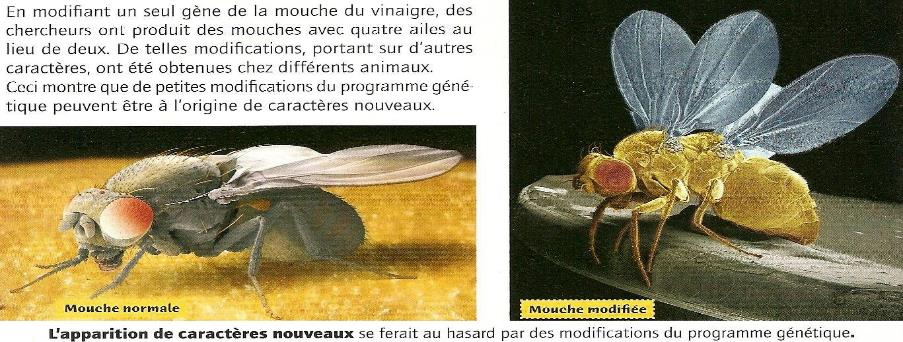 En modifiant un seul gène de la mouche du vinaigre, des
chercheurs ont produit des mouches avec quatre ailes au
lieu de deux. De telles modifications, portant sur d'autres
caractères, ont été obtenues chez différents animaux.
Ceci montre que de petites modifications du programme géné-
tique peuvent être à l'origine de caractères nouveaux.
Mouche normale
Mouche modifiée
L'apparition de caractères nouveaux se ferait au hasard par des modifications du programme génétique.